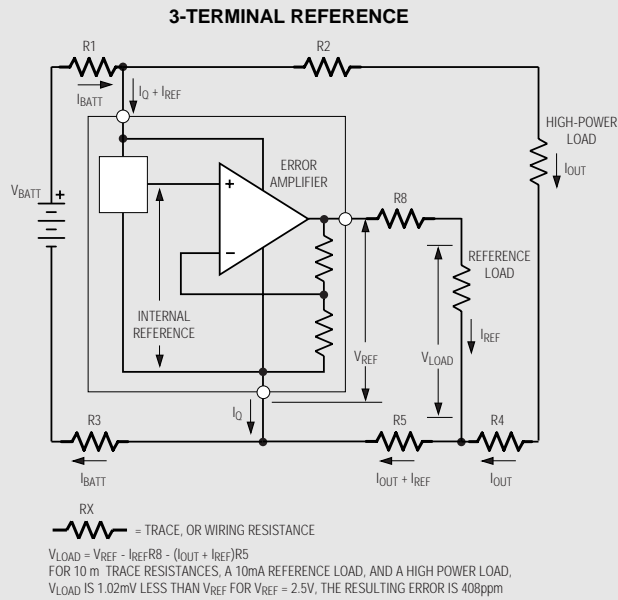 3-TERMINAL REFERENCE
R1
R2
IBATT
IQ + IREF
HIGH-POWER
LOAD
IOUT
ERROR
AMPLIFIER
VBATT
+
+
−
R8
REFERENCE
LOAD
INTERNAL
REFERENCE
VREF
VLOAD
IREF
IQ
R3
R5
R4
IBATT
IOUT + IREF
IOUT
RX
= TRACE, OR WIRING RESISTANCE
VLOAD = VREF - IREFR8 - (IOUT + IREF)R5
FOR 10 m TRACE RESISTANCES, A 10mA REFERENCE LOAD, AND A HIGH POWER LOAD,
VLOAD IS 1.02mV LESS THAN VREF FOR VREF = 2.5V, THE RESULTING ERROR IS 408ppm